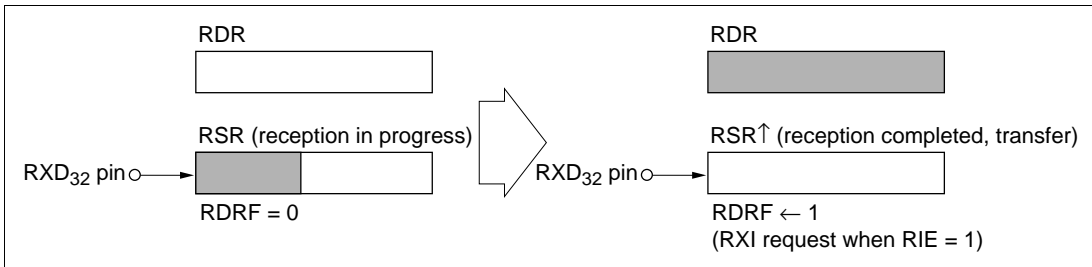 RDR
RSR (reception in progress)
RXD32 pin
RDRF = 0
RDR
RSR↑ (reception completed, transfer)
RXD32 pin
RDRF ← 1
(RXI request when RIE = 1)